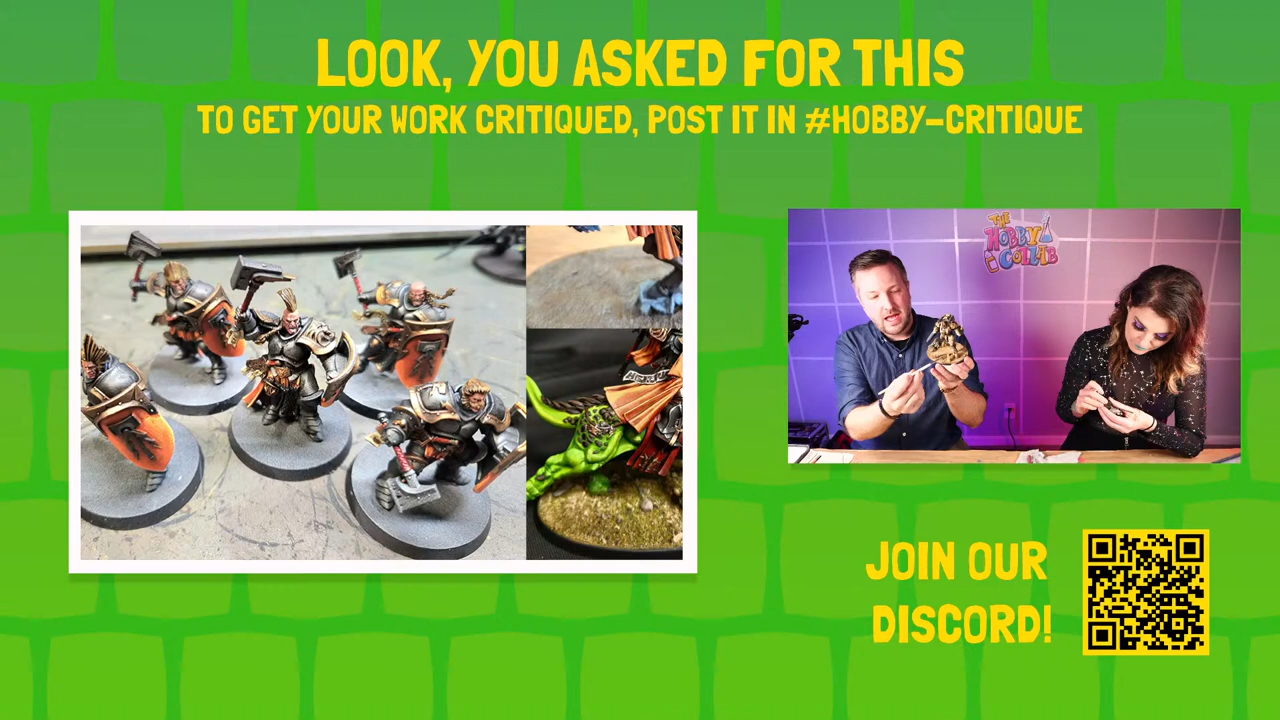 LOOK, YOU ASKED FOR THIS
TO GET YOUR WORK CRITIQUED, POST IT IN #HOBBY-CRITIQUE
THE
HOBBY
COLLAB
JOIN OUR
DISCORD!